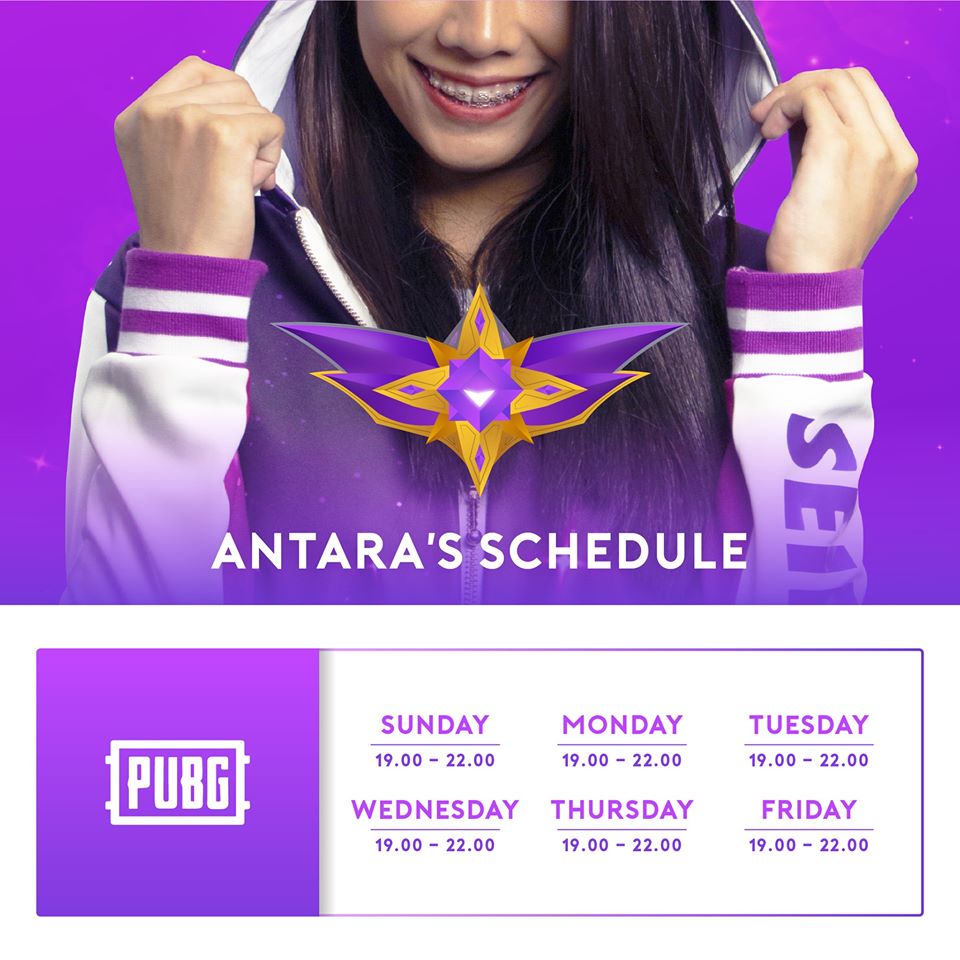 SEN
ANTARA'S SCHEDULE
PUBG
SUNDAY MONDAY TUESDAY
19.00 – 22.00 19.00 – 22.00 19.00 – 22.00
WEDNESDAY THURSDAY FRIDAY
19.00 – 22.00 19.00 – 22.00 19.00 – 22.00